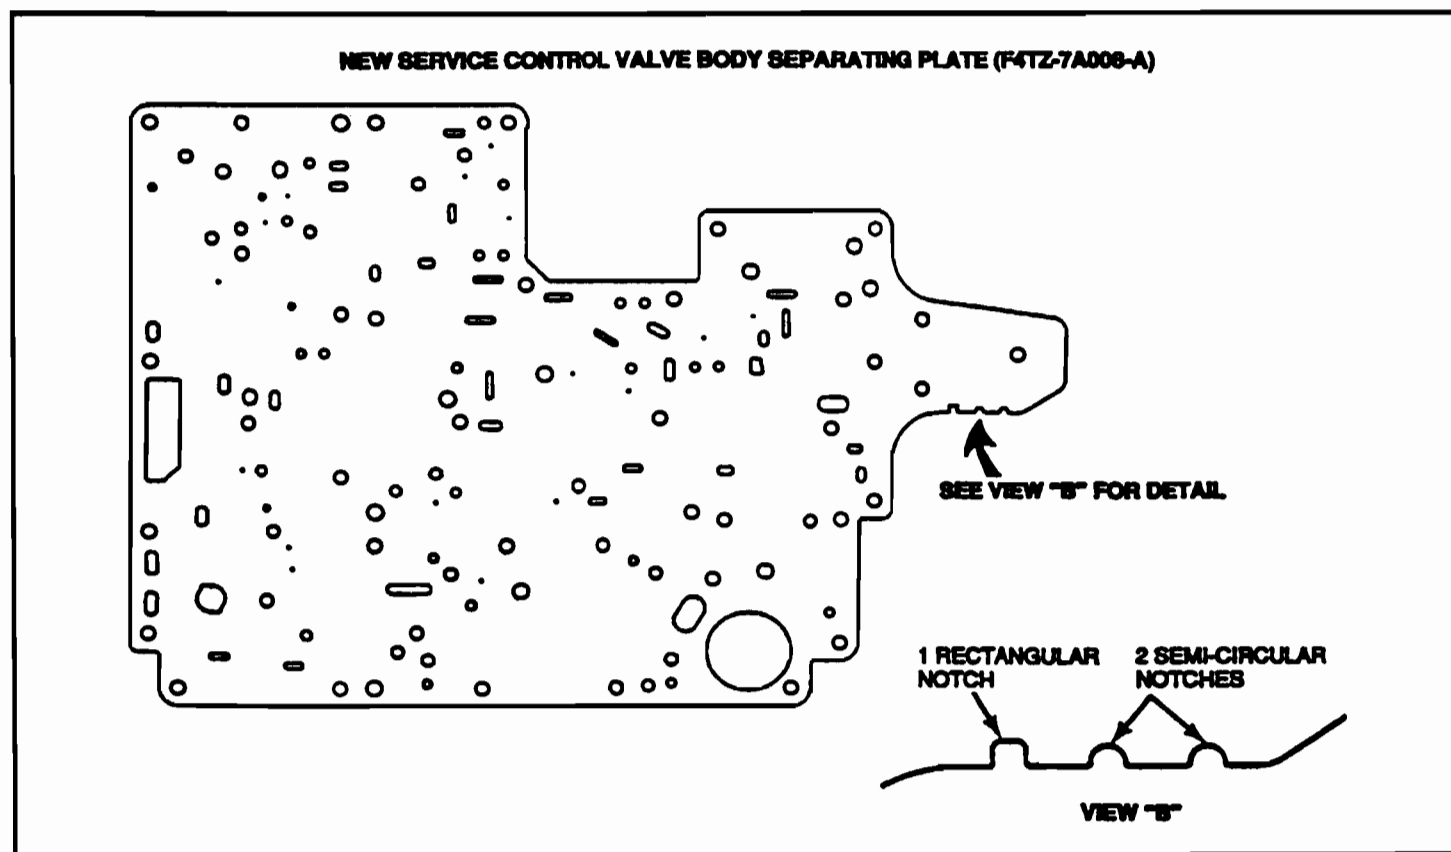 NEW SERVICE CONTROL VALVE BODY SEPARATING PLATE (F4TZ-7A008-A)
SEE VIEW "B" FOR DETAIL
1 RECTANGULAR
NOTCH
2 SEMI-CIRCULAR
NOTCHES
VIEW "B"